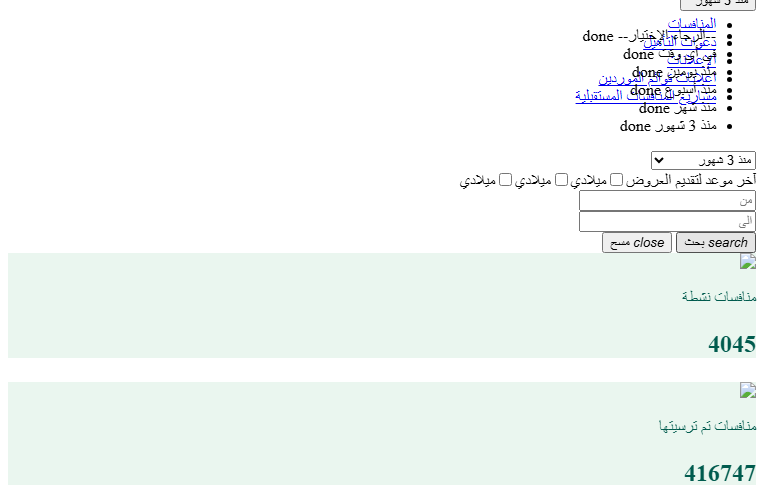 منذ 3 شهور
المنافسات
--الرجاء الإختيار-- done
دعوات التأهيل
في أي وقت done
الإعلانات
منذ يومين done
اعلانات قوائم الموردين
منذ أسبوع done
مشاريع المنافسات المستقبلية
منذ شهر done
منذ 3 شهور done
منذ 3 شهور
آخر موعد لتقديم العروض ميلادي ميلادي ميلادي
من
الى
search بحث close مسح
منافسات نشطة
4045
منافسات تم ترسيتها
416747